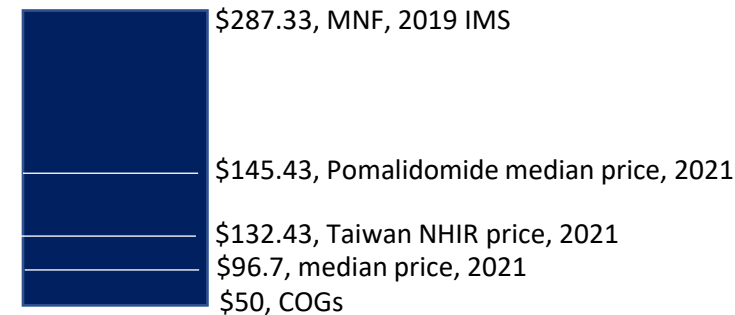 $287.33, MNF, 2019 IMS
$145.43, Pomalidomide median price, 2021
$132.43, Taiwan NHIR price, 2021
$96.7, median price, 2021
$50, COGs